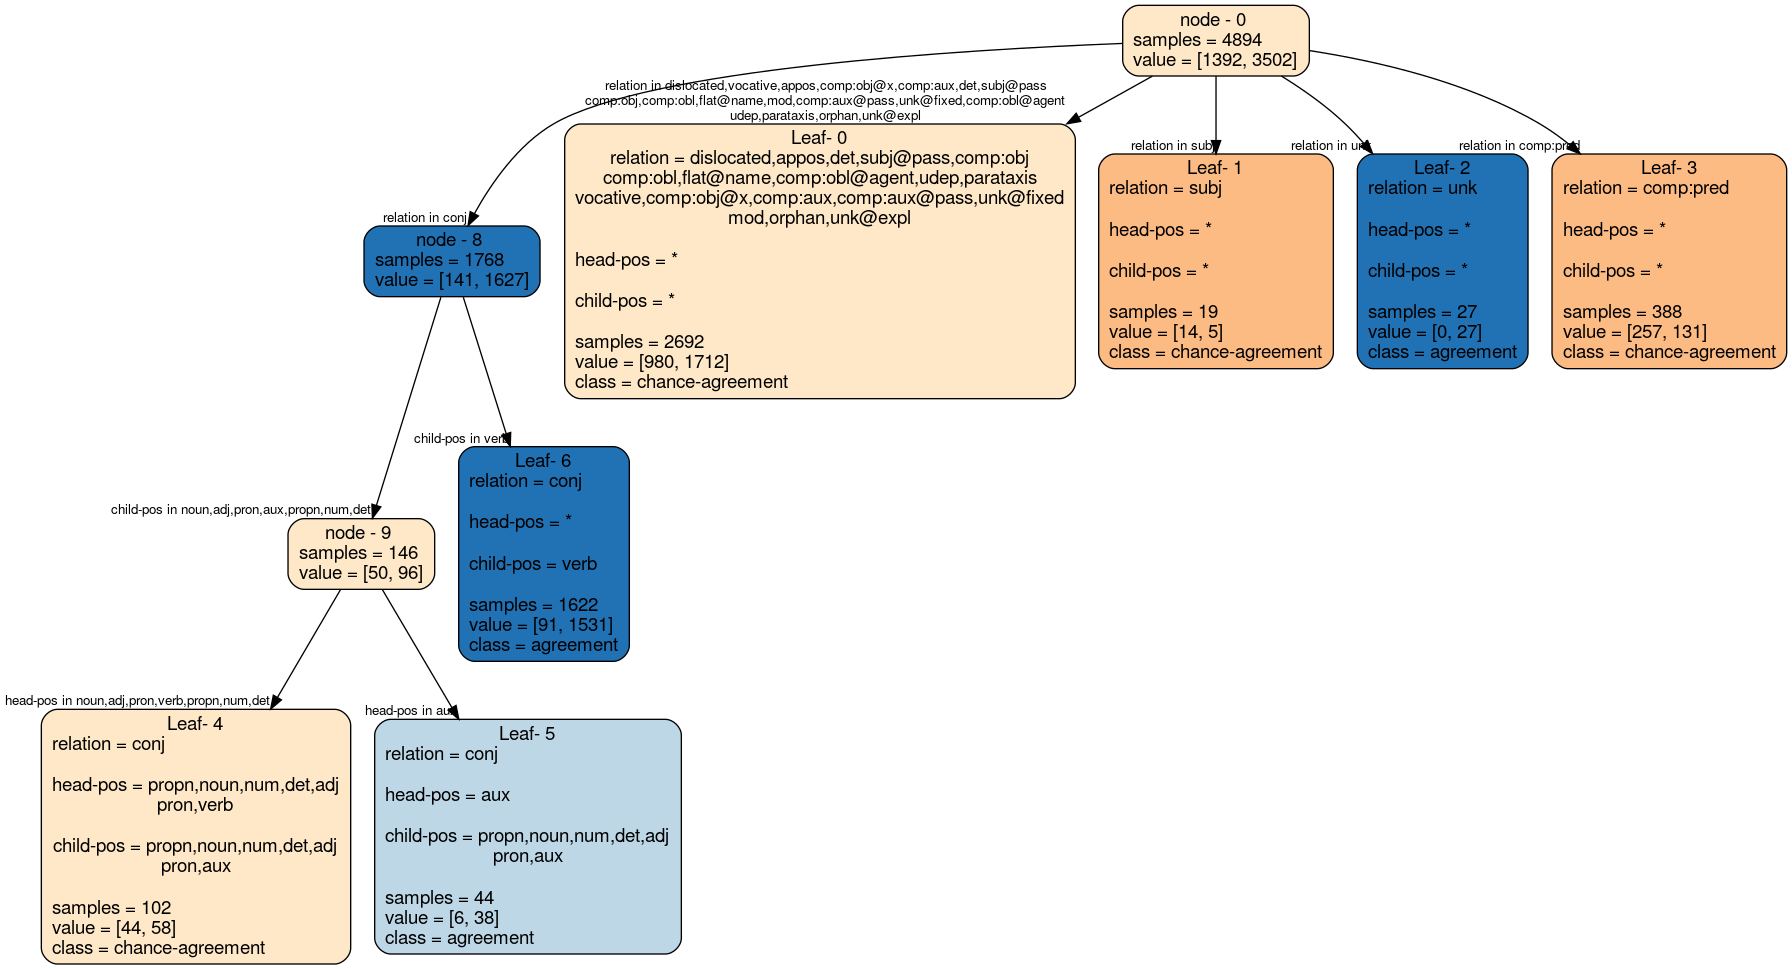 node - 0
samples = 4894
value = [1392, 3502]
relation in dislocated,vocative,appos,comp:obj@x,comp:aux,det,subj@pass
comp:obj,comp:obl,flat@name,mod,comp:aux@pass,unk@fixed,comp:obl@agent
udep,parataxis,orphan,unk@expl
relation in subj
relation in unk
relation in comp:pred
relation in conj
Leaf- 0
relation = dislocated,appos,det,subj@pass,comp:obj
comp:obl,flat@name,comp:obl@agent,udep,parataxis
vocative,comp:obj@x,comp:aux,comp:aux@pass,unk@fixed
mod,orphan,unk@expl
head-pos = *
child-pos = *
samples = 2692
value = [980, 1712]
class = chance-agreement
Leaf- 1
relation = subj
head-pos = *
child-pos = *
samples = 19
value = [14, 5]
class = chance-agreement
Leaf- 2
relation = unk
head-pos = *
child-pos = *
samples = 27
value = [0, 27]
class = agreement
Leaf- 3
relation = comp:pred
head-pos = *
child-pos = *
samples = 388
value = [257, 131]
class = chance-agreement
node - 8
samples = 1768
value = [141, 1627]
child-pos in verb
child-pos in noun,adj,pron,aux,propn,num,det
node - 9
samples = 146
value = [50, 96]
Leaf- 6
relation = conj
head-pos = *
child-pos = verb
samples = 1622
value = [91, 1531]
class = agreement
head-pos in noun,adj,pron,verb,propn,num,det
head-pos in aux
Leaf- 4
relation = conj
head-pos = propn,noun,num,det,adj
pron,verb
child-pos = propn,noun,num,det,adj
pron,aux
samples = 102
value = [44, 58]
class = chance-agreement
Leaf- 5
relation = conj
head-pos = aux
child-pos = propn,noun,num,det,adj
pron,aux
samples = 44
value = [6, 38]
class = agreement